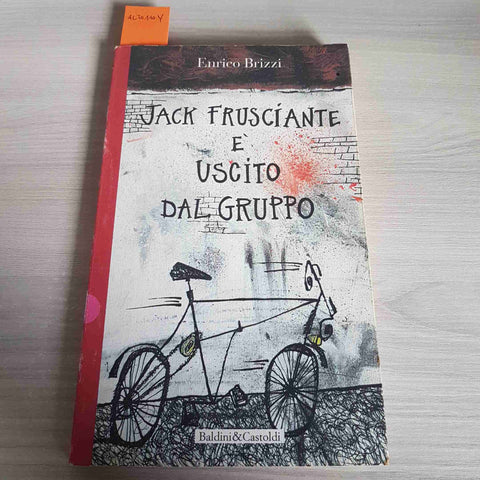 Enrico Brizzi
JACK FRUSCIANTE
È
USCITO
DAL GRUPPO
Baldini&Castoldi